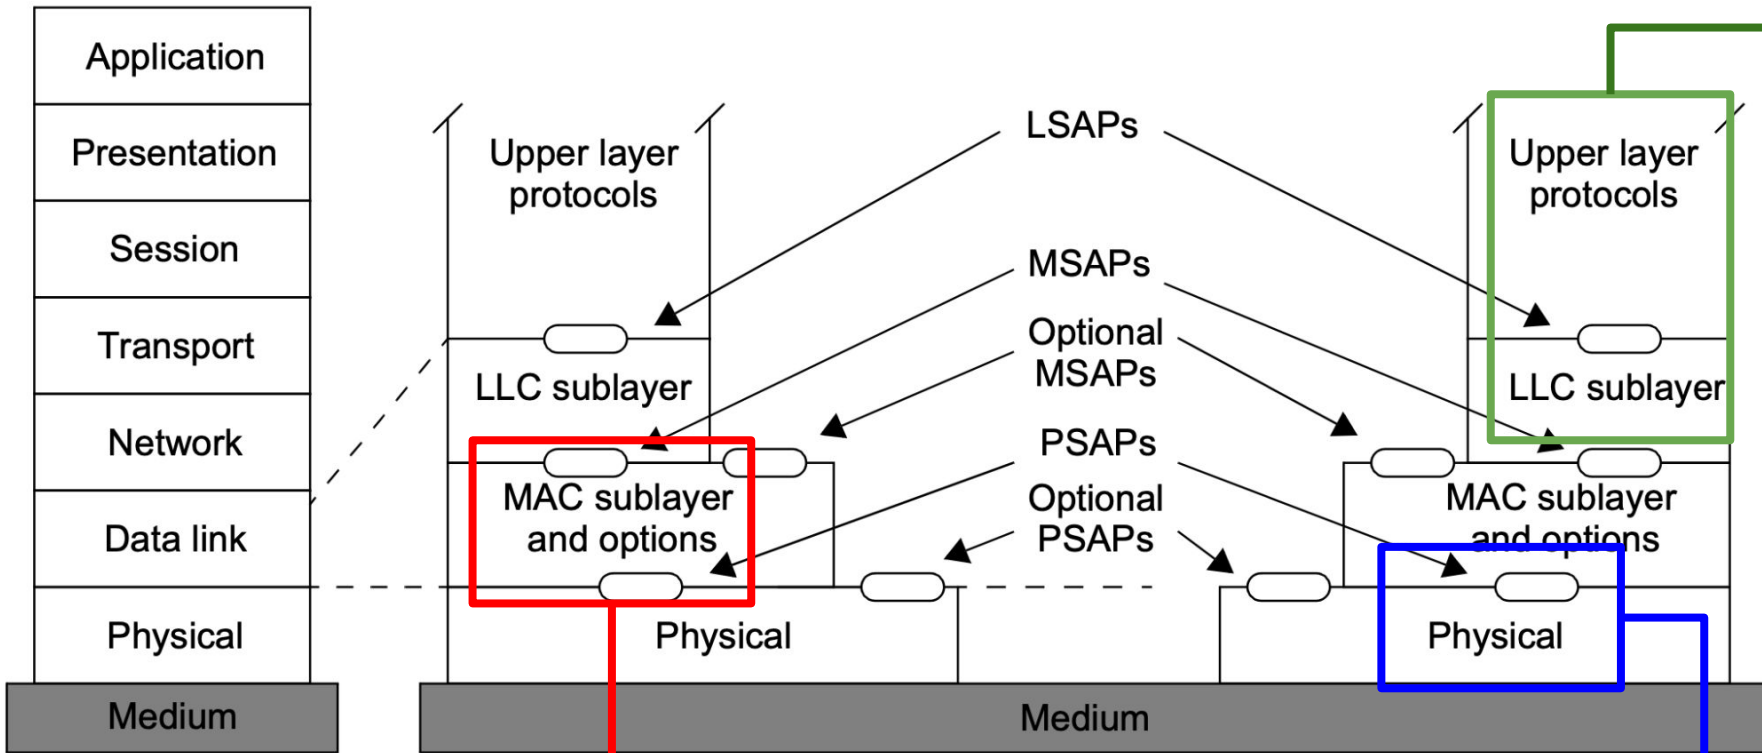 Application
Presentation
Session
Transport
Network
Data link
Physical
Medium
Upper layer
protocols
LLC sublayer
MAC sublayer
and options
Physical
LSAPs
MSAPs
Optional
MSAPs
PSAPs
Optional
PSAPs
Upper layer
protocols
LLC sublayer
MAC sublayer
and options
Physical
Medium